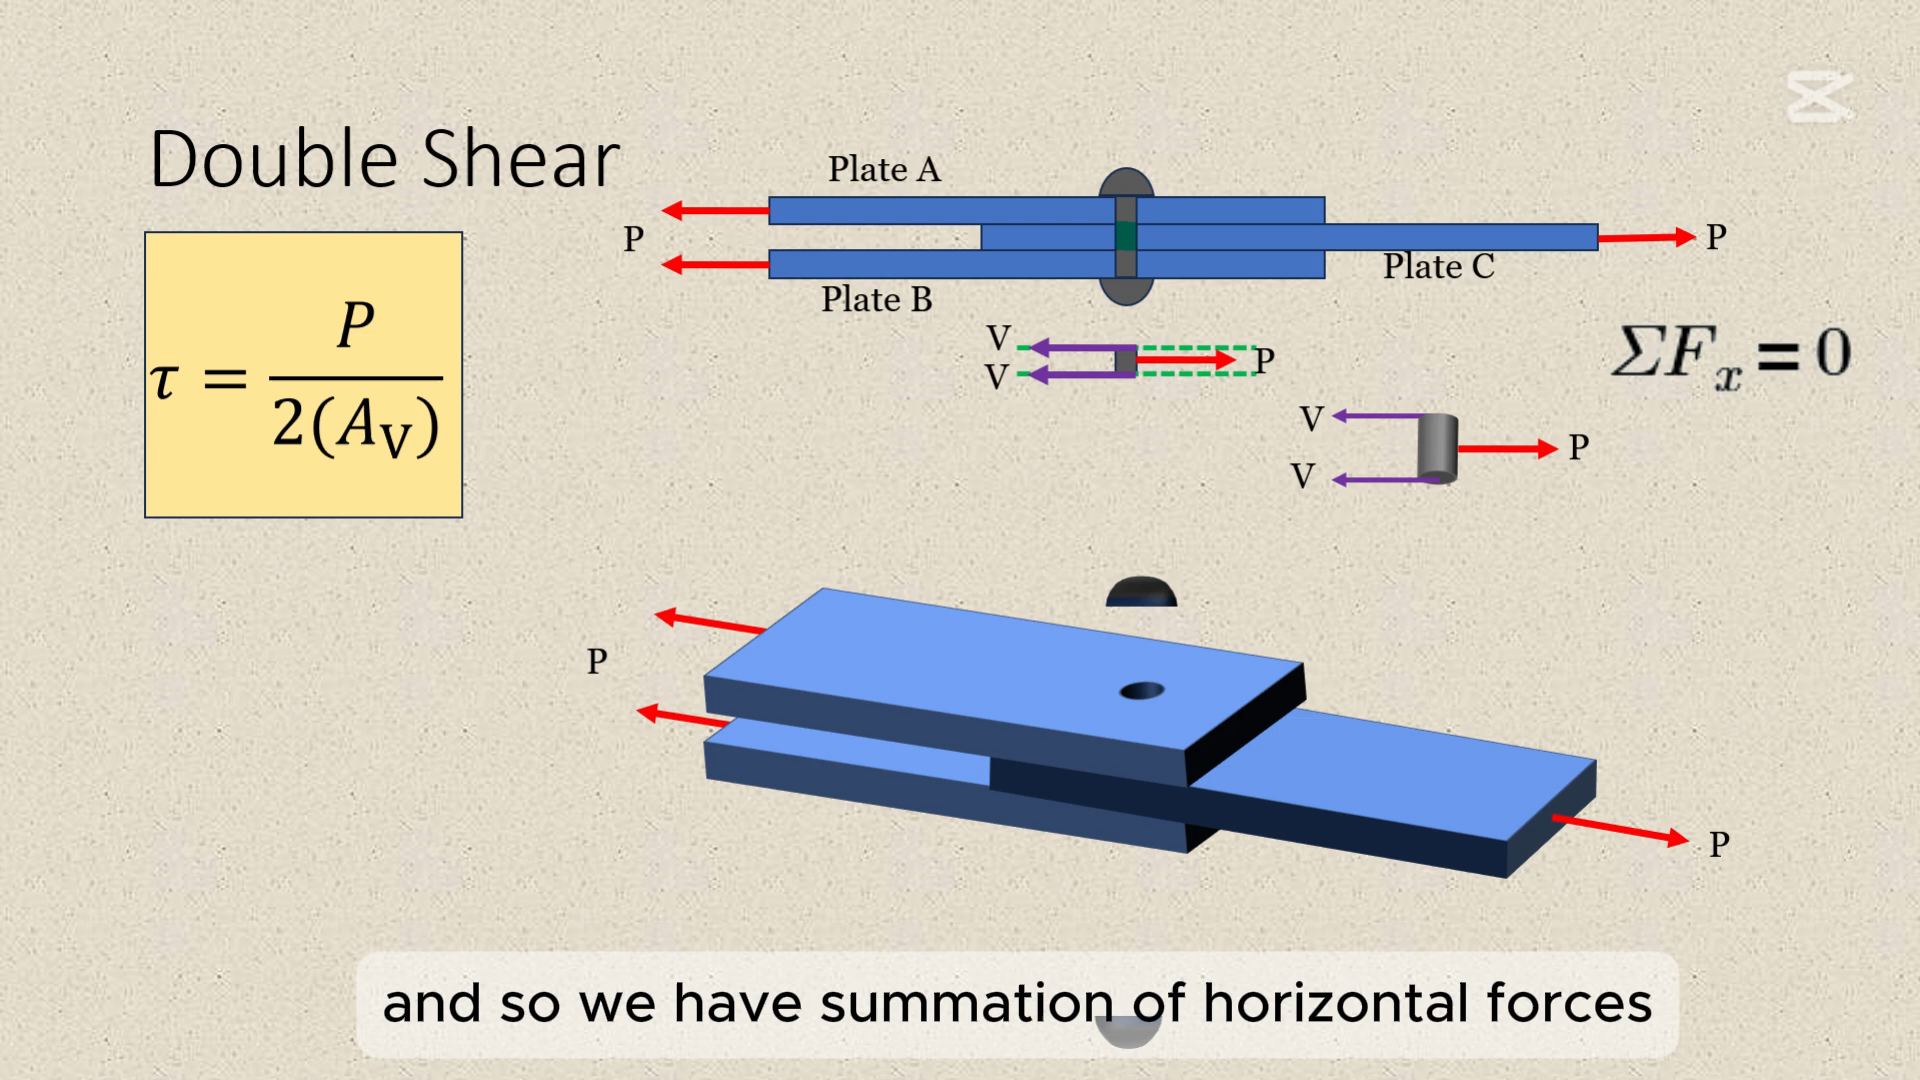 Double Shear
τ = P / 2(A_V)
Plate A
P
P
Plate C
Plate B
V
V
P
ΣF_x = 0
V
P
V
P
P
and so we have summation of horizontal forces